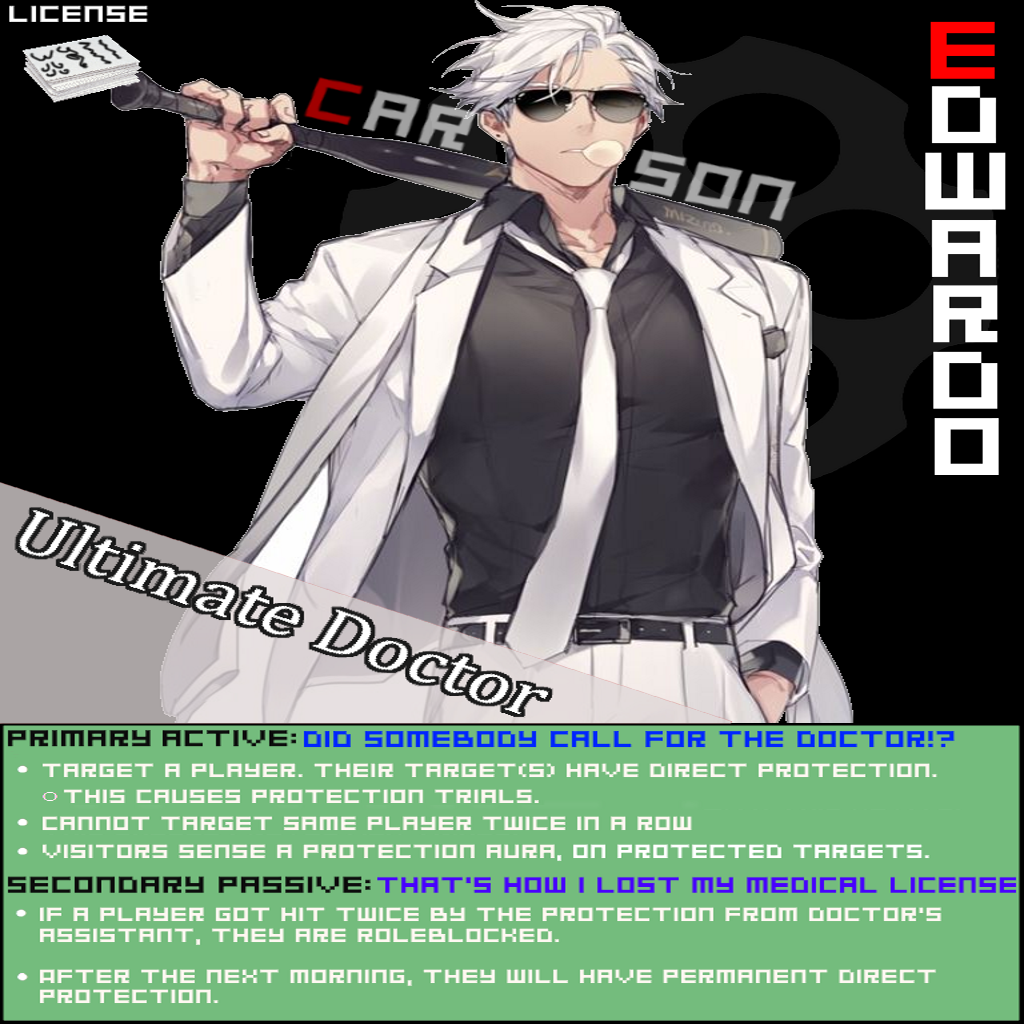 LICENSE
CARSON
EDWARDO
Ultimate Doctor
PRIMARY ACTIVE: DID SOMEBODY CALL FOR THE DOCTOR!?
• TARGET A PLAYER. THEIR TARGET(S) HAVE DIRECT PROTECTION.
○ THIS CAUSES PROTECTION TRIALS.
• CANNOT TARGET SAME PLAYER TWICE IN A ROW
• VISITORS SENSE A PROTECTION AURA, ON PROTECTED TARGETS.
SECONDARY PASSIVE: THAT'S HOW I LOST MY MEDICAL LICENSE
• IF A PLAYER GOT HIT TWICE BY THE PROTECTION FROM DOCTOR'S
ASSISTANT, THEY ARE ROLEBLOCKED.
• AFTER THE NEXT MORNING, THEY WILL HAVE PERMANENT DIRECT
PROTECTION.